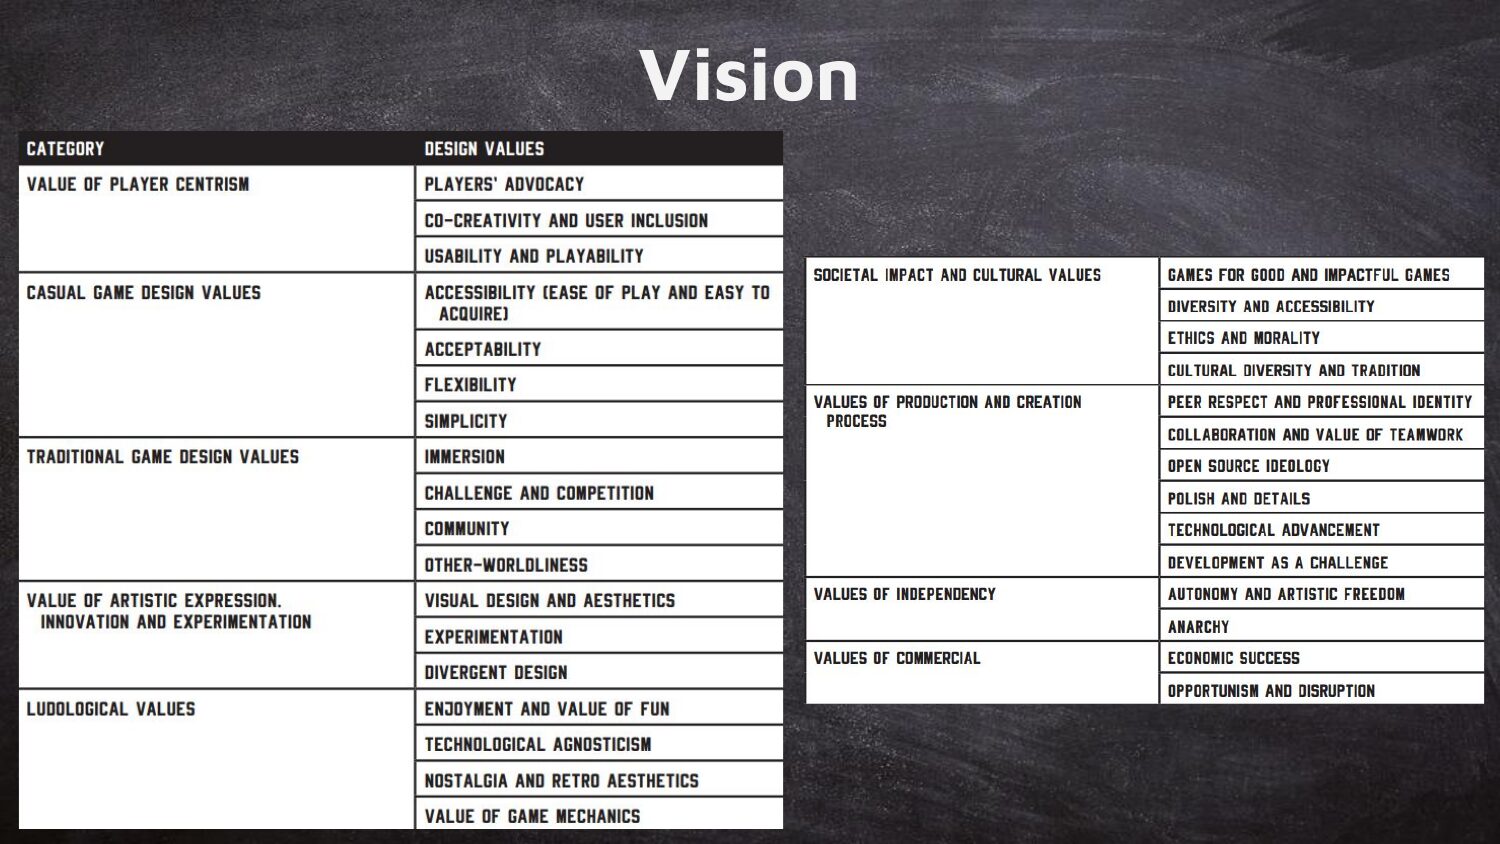 Vision
CATEGORY DESIGN VALUES
VALUE OF PLAYER CENTRISM PLAYERS' ADVOCACY
CO-CREATIVITY AND USER INCLUSION
USABILITY AND PLAYABILITY
CASUAL GAME DESIGN VALUES ACCESSIBILITY (EASE OF PLAY AND EASY TO
ACQUIRE)
ACCEPTABILITY
FLEXIBILITY
SIMPLICITY
TRADITIONAL GAME DESIGN VALUES IMMERSION
CHALLENGE AND COMPETITION
COMMUNITY
OTHER-WORLDLINESS
VALUE OF ARTISTIC EXPRESSION, VISUAL DESIGN AND AESTHETICS
INNOVATION AND EXPERIMENTATION
EXPERIMENTATION
DIVERGENT DESIGN
LUDOLOGICAL VALUES ENJOYMENT AND VALUE OF FUN
TECHNOLOGICAL AGNOSTICISM
NOSTALGIA AND RETRO AESTHETICS
VALUE OF GAME MECHANICS
SOCIETAL IMPACT AND CULTURAL VALUES GAMES FOR GOOD AND IMPACTFUL GAMES
DIVERSITY AND ACCESSIBILITY
ETHICS AND MORALITY
CULTURAL DIVERSITY AND TRADITION
VALUES OF PRODUCTION AND CREATION PEER RESPECT AND PROFESSIONAL IDENTITY
PROCESS
COLLABORATION AND VALUE OF TEAMWORK
OPEN SOURCE IDEOLOGY
POLISH AND DETAILS
TECHNOLOGICAL ADVANCEMENT
DEVELOPMENT AS A CHALLENGE
VALUES OF INDEPENDENCY AUTONOMY AND ARTISTIC FREEDOM
ANARCHY
VALUES OF COMMERCIAL ECONOMIC SUCCESS
OPPORTUNISM AND DISRUPTION